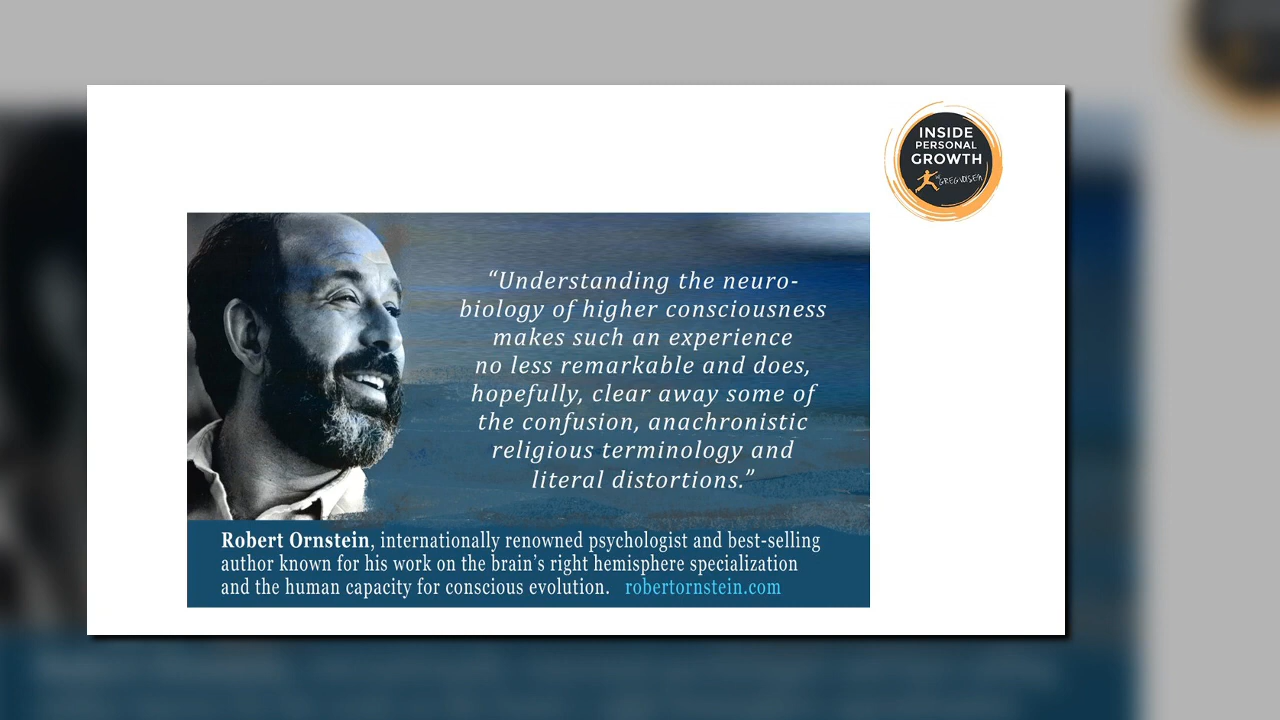 INSIDE
PERSONAL
GROWTH
“Understanding the neuro-
biology of higher consciousness
makes such an experience
no less remarkable and does,
hopefully, clear away some of
the confusion, anachronistic
religious terminology and
literal distortions.”
Robert Ornstein, internationally renowned psychologist and best-selling
author known for his work on the brain’s right hemisphere specialization
and the human capacity for conscious evolution. robertornstein.com